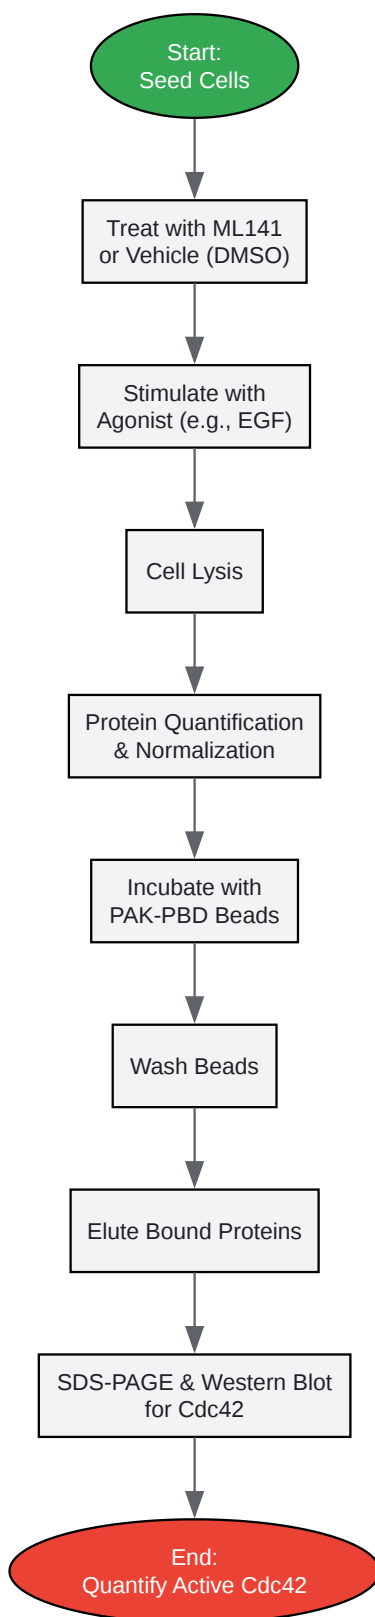 Start:
Seed Cells
Treat with ML141
or Vehicle (DMSO)
Stimulate with
Agonist (e.g., EGF)
Cell Lysis
Protein Quantification
& Normalization
Incubate with
PAK-PBD Beads
Wash Beads
Elute Bound Proteins
SDS-PAGE & Western Blot
for Cdc42
End:
Quantify Active Cdc42